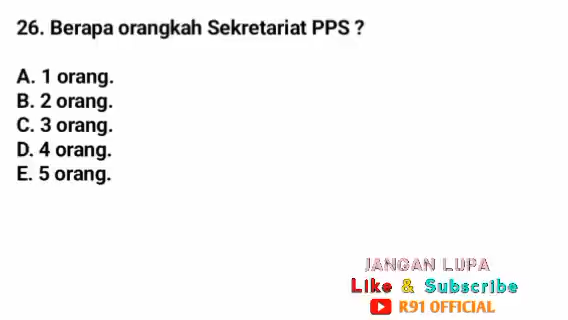 26. Berapa orangkah Sekretariat PPS ?
A. 1 orang.
B. 2 orang.
C. 3 orang.
D. 4 orang.
E. 5 orang.
JANGAN LUPA
Like & Subscribe
R91 OFFICIAL